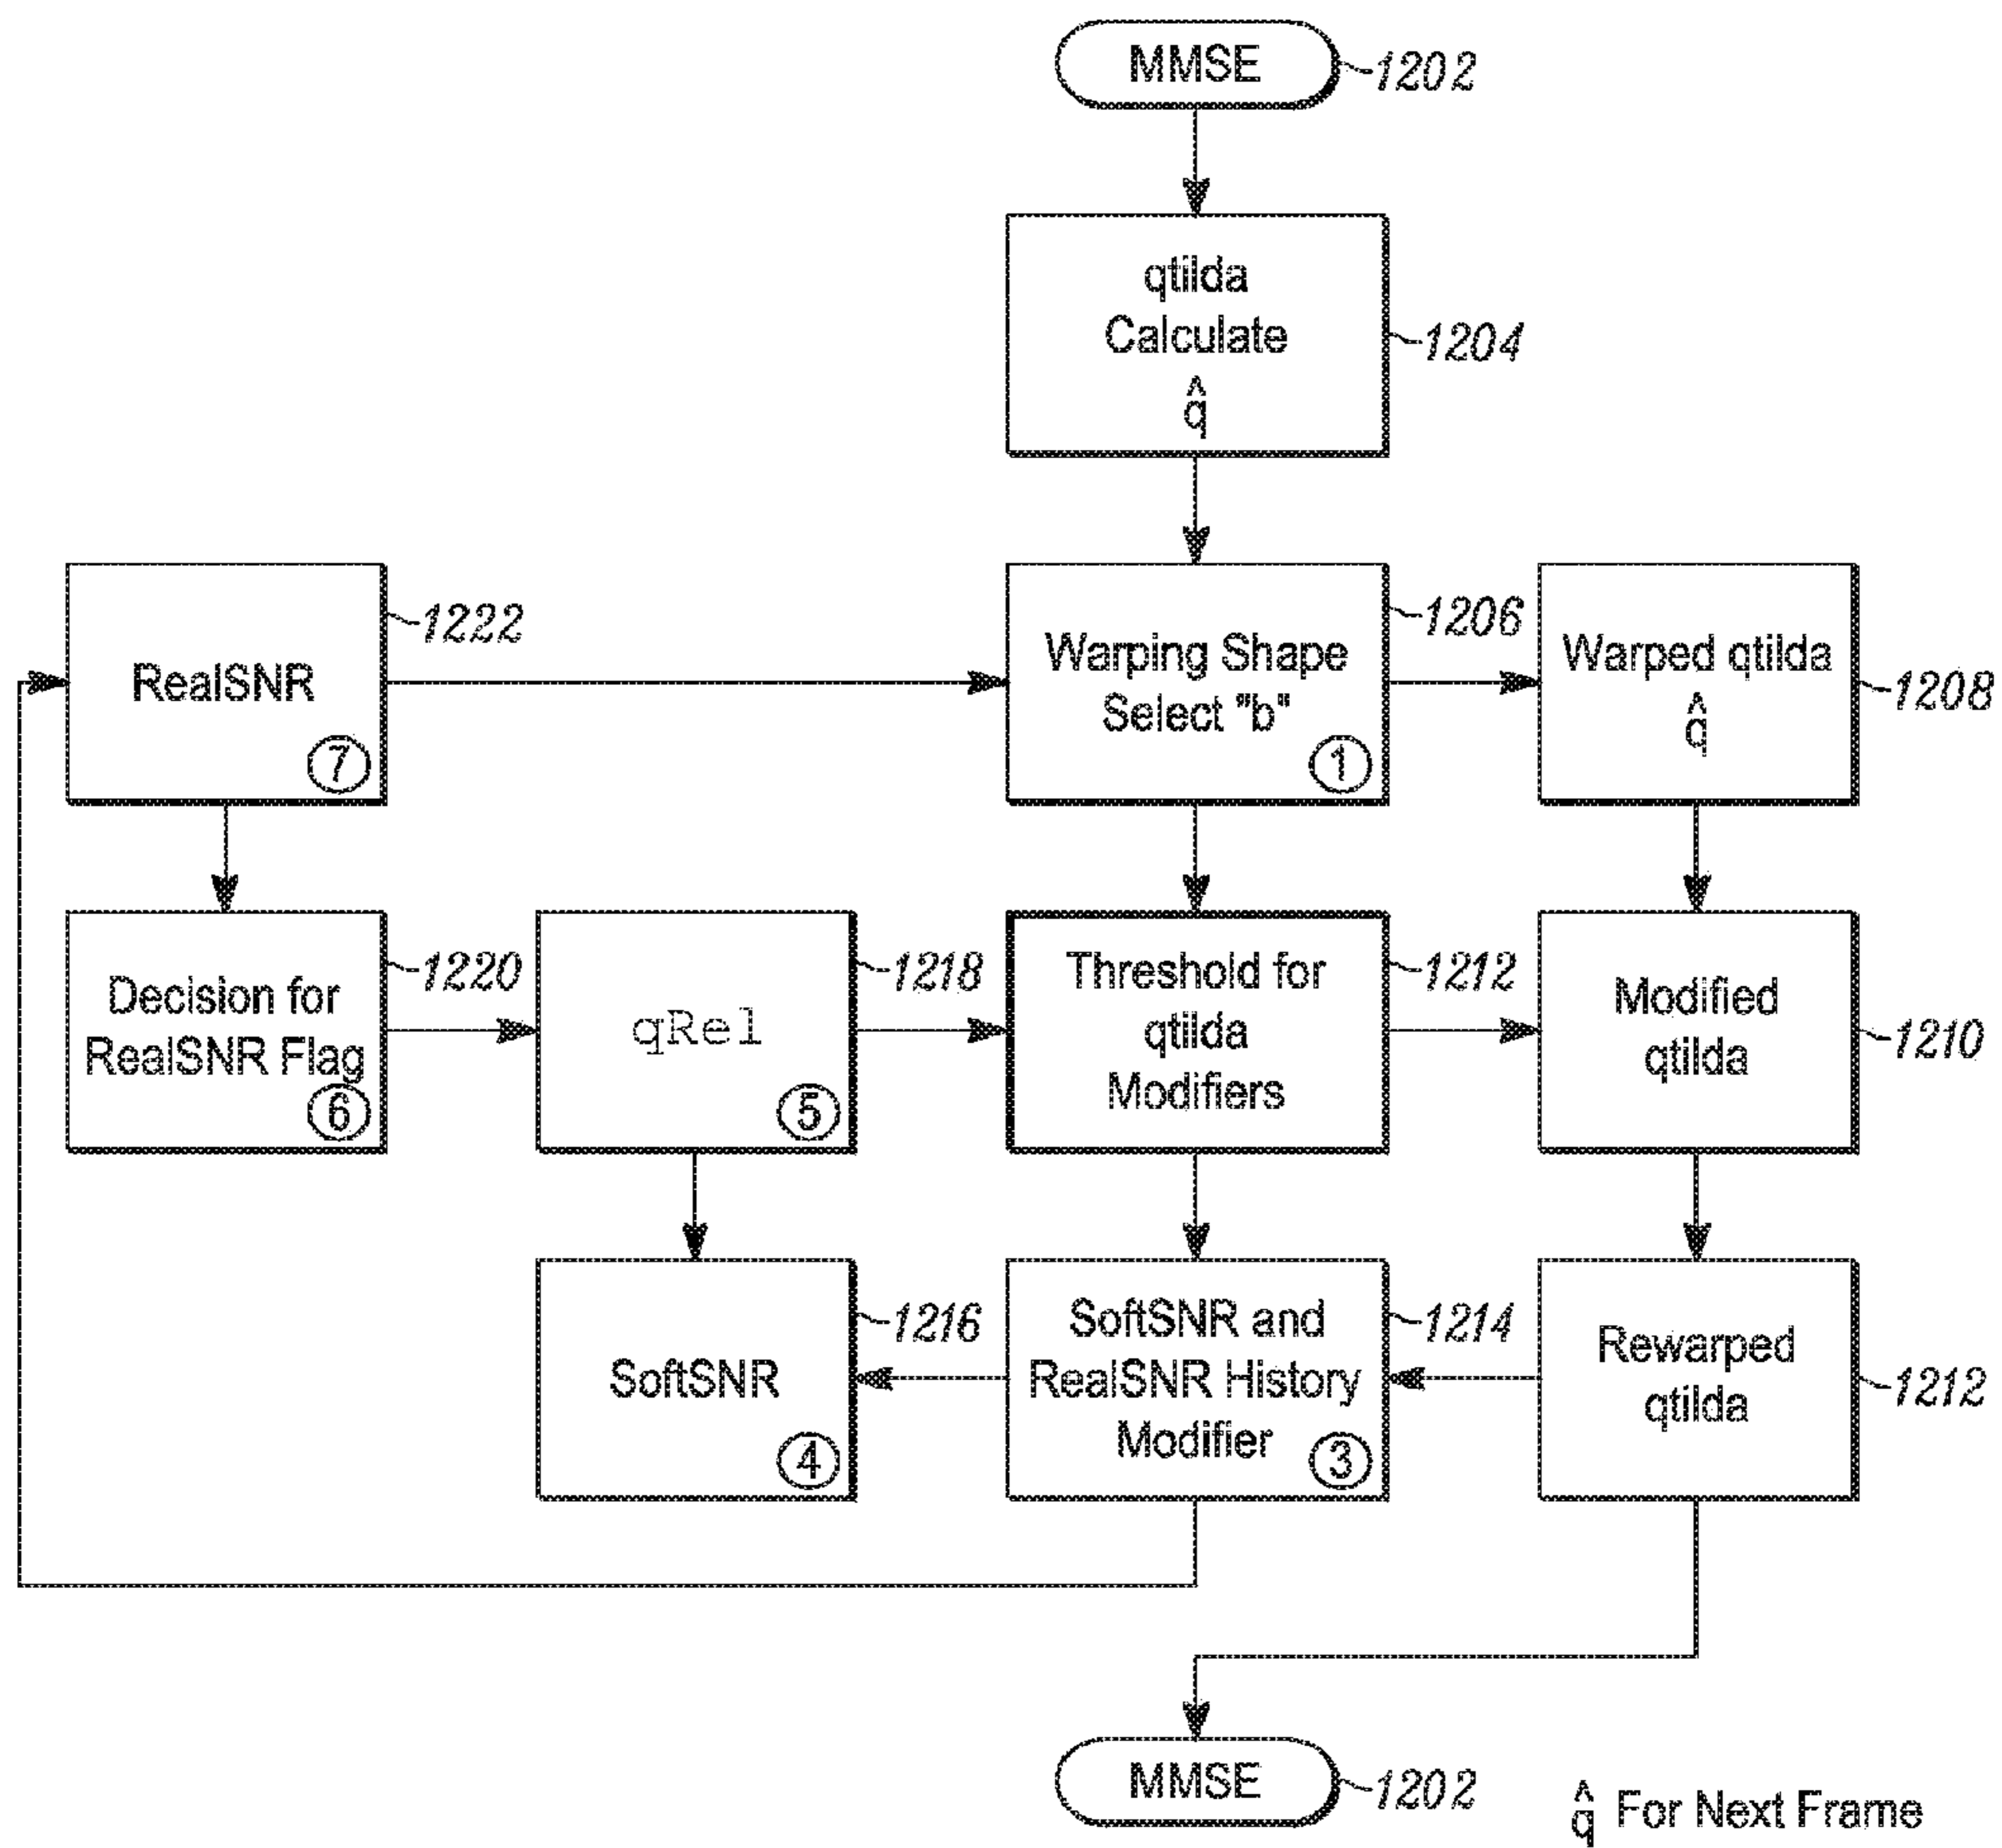 MMSE
1202
qtilda
Calculate
q̂
1204
RealSNR
⑦
1222
Warping Shape
Select "b"
①
1206
Warped qtilda
q̂
1208
Decision for
RealSNR Flag
⑥
1220
qRel
⑤
1218
Threshold for
qtilda
Modifiers
1212
Modified
qtilda
1210
SoftSNR
④
1216
SoftSNR and
RealSNR History
Modifier
③
1214
Rewarped
qtilda
1212
MMSE
1202
q̂ For Next Frame